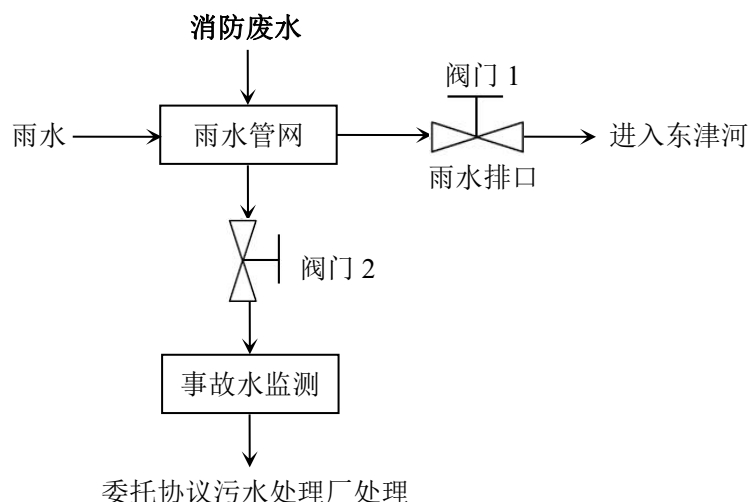 消防废水
阀门 1
雨水
雨水管网
进入东津河
雨水排口
阀门 2
事故水监测
委托协议污水处理厂处理